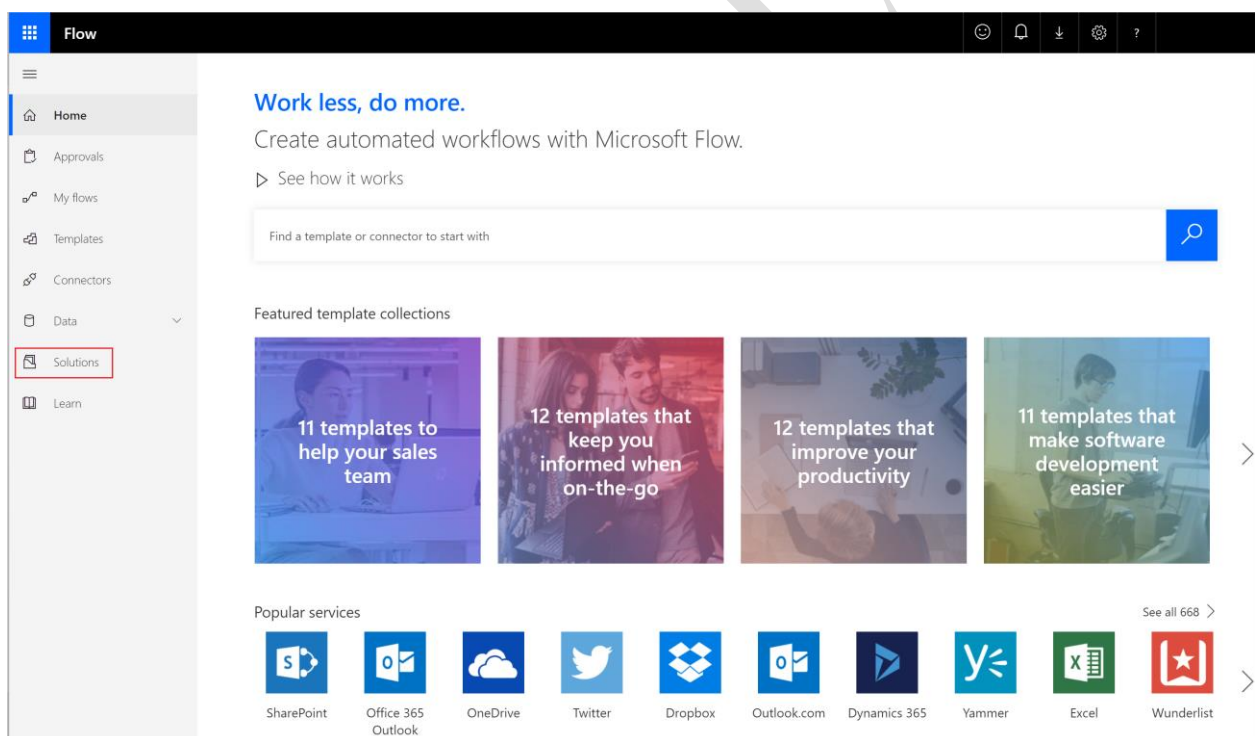 Flow
?
Home
Approvals
My flows
Templates
Connectors
Data
Solutions
Learn
Work less, do more.
Create automated workflows with Microsoft Flow.
See how it works
Find a template or connector to start with
Featured template collections
11 templates to
help your sales
team
12 templates that
keep you
informed when
on-the-go
12 templates that
improve your
productivity
11 templates that
make software
development
easier
Popular services
See all 668
SharePoint
Office 365
Outlook
OneDrive
Twitter
Dropbox
Outlook.com
Dynamics 365
Yammer
Excel
Wunderlist